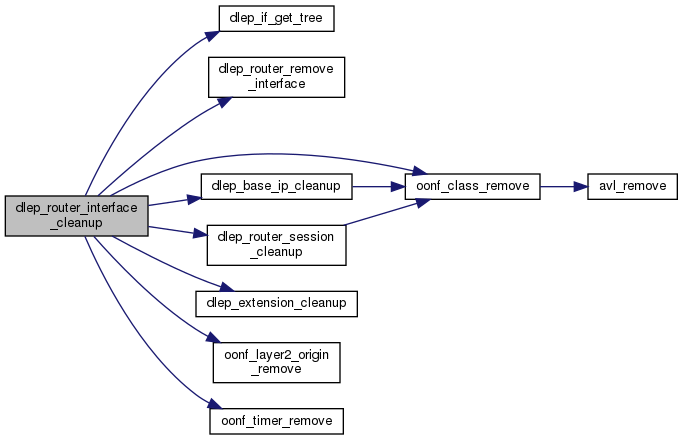 dlep_if_get_tree
dlep_router_remove
_interface
dlep_base_ip_cleanup
oonf_class_remove
avl_remove
dlep_router_interface
_cleanup
dlep_router_session
_cleanup
dlep_extension_cleanup
oonf_layer2_origin
_remove
oonf_timer_remove